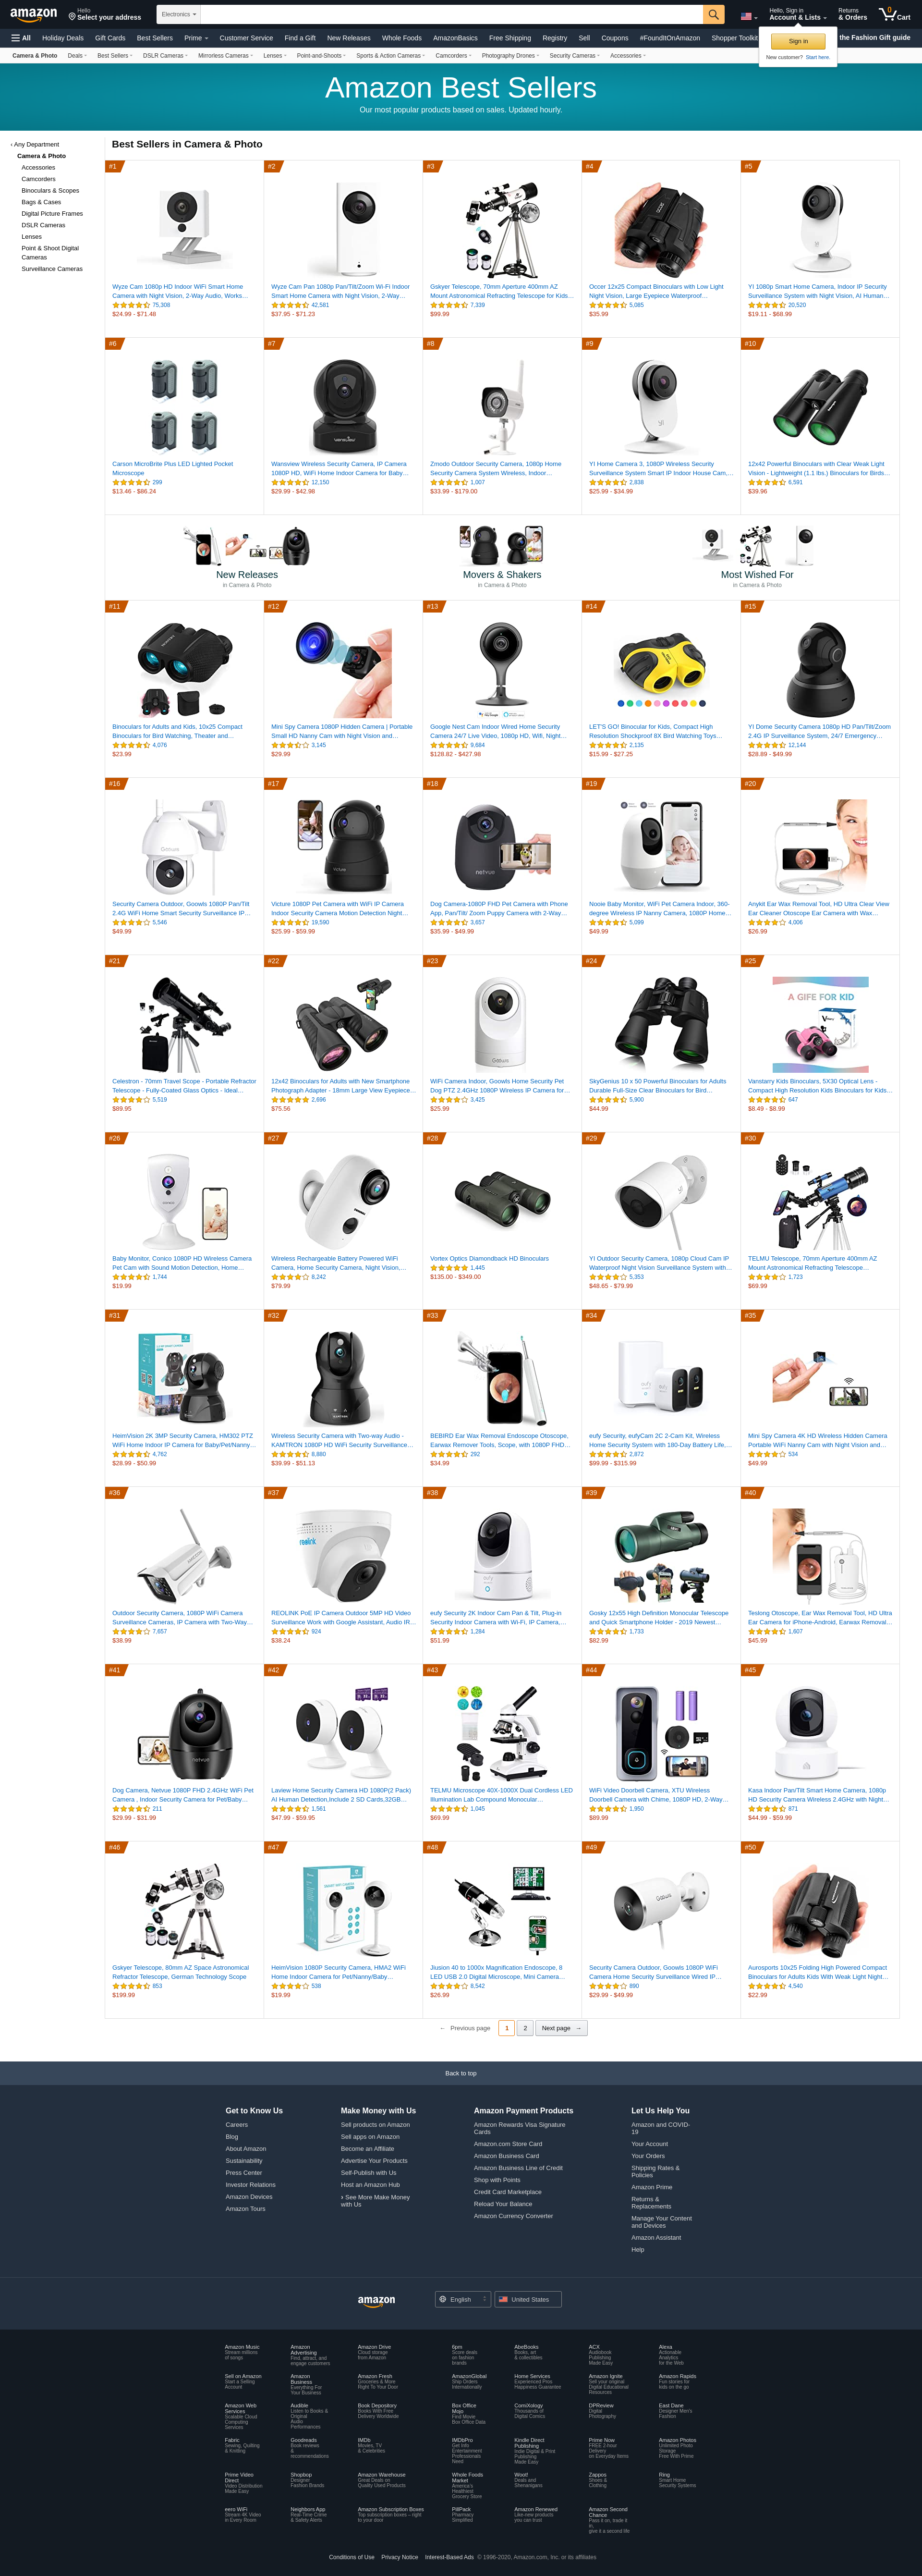 amazon
Hello
Select your address
Electronics
Hello, Sign in
Account & Lists
Returns
& Orders
0
Cart
All Holiday Deals Gift Cards Best Sellers Prime Customer Service Find a Gift New Releases Whole Foods AmazonBasics Free Shipping Registry Sell Coupons #FoundItOnAmazon Shopper Toolkit the Fashion Gift guide
Sign in
New customer? Start here.
Camera & Photo Deals Best Sellers DSLR Cameras Mirrorless Cameras Lenses Point-and-Shoots Sports & Action Cameras Camcorders Photography Drones Security Cameras Accessories
Amazon Best Sellers
Our most popular products based on sales. Updated hourly.
‹ Any Department
Camera & Photo
Accessories
Camcorders
Binoculars & Scopes
Bags & Cases
Digital Picture Frames
DSLR Cameras
Lenses
Point & Shoot Digital
Cameras
Surveillance Cameras
Best Sellers in Camera & Photo
#1
Wyze Cam 1080p HD Indoor WiFi Smart Home
Camera with Night Vision, 2-Way Audio, Works…
75,308
$24.99 - $71.48
#2
Wyze Cam Pan 1080p Pan/Tilt/Zoom Wi-Fi Indoor
Smart Home Camera with Night Vision, 2-Way…
42,581
$37.95 - $71.23
#3
Gskyer Telescope, 70mm Aperture 400mm AZ
Mount Astronomical Refracting Telescope for Kids…
7,339
$99.99
#4
Occer 12x25 Compact Binoculars with Low Light
Night Vision, Large Eyepiece Waterproof…
5,085
$35.99
#5
YI 1080p Smart Home Camera, Indoor IP Security
Surveillance System with Night Vision, AI Human…
20,520
$19.11 - $68.99
#6
Carson MicroBrite Plus LED Lighted Pocket
Microscope
299
$13.46 - $86.24
#7
Wansview Wireless Security Camera, IP Camera
1080P HD, WiFi Home Indoor Camera for Baby…
12,150
$29.99 - $42.98
#8
Zmodo Outdoor Security Camera, 1080p Home
Security Camera System Wireless, Indoor…
1,007
$33.99 - $179.00
#9
YI Home Camera 3, 1080P Wireless Security
Surveillance System Smart IP Indoor House Cam,…
2,838
$25.99 - $34.99
#10
12x42 Powerful Binoculars with Clear Weak Light
Vision - Lightweight (1.1 lbs.) Binoculars for Birds…
6,591
$39.96
New Releases
in Camera & Photo
Movers & Shakers
in Camera & Photo
Most Wished For
in Camera & Photo
#11
Binoculars for Adults and Kids, 10x25 Compact
Binoculars for Bird Watching, Theater and…
4,076
$23.99
#12
Mini Spy Camera 1080P Hidden Camera | Portable
Small HD Nanny Cam with Night Vision and…
3,145
$29.99
#13
Google Nest Cam Indoor Wired Home Security
Camera 24/7 Live Video, 1080p HD, Wifi, Night…
9,684
$128.82 - $427.98
#14
LET'S GO! Binocular for Kids, Compact High
Resolution Shockproof 8X Bird Watching Toys…
2,135
$15.99 - $27.25
#15
YI Dome Security Camera 1080p HD Pan/Tilt/Zoom
2.4G IP Surveillance System, 24/7 Emergency…
12,144
$28.89 - $49.99
#16
Security Camera Outdoor, Goowls 1080P Pan/Tilt
2.4G WiFi Home Smart Security Surveillance IP…
5,546
$49.99
#17
Victure 1080P Pet Camera with WiFi IP Camera
Indoor Security Camera Motion Detection Night…
19,590
$25.99 - $59.99
#18
netvue
Dog Camera-1080P FHD Pet Camera with Phone
App, Pan/Tilt/ Zoom Puppy Camera with 2-Way…
3,657
$35.99 - $49.99
#19
Nooie Baby Monitor, WiFi Pet Camera Indoor, 360-
degree Wireless IP Nanny Camera, 1080P Home…
5,099
$49.99
#20
Anykit Ear Wax Removal Tool, HD Ultra Clear View
Ear Cleaner Otoscope Ear Camera with Wax…
4,006
$26.99
#21
Celestron - 70mm Travel Scope - Portable Refractor
Telescope - Fully-Coated Glass Optics - Ideal…
5,519
$89.95
#22
12x42 Binoculars for Adults with New Smartphone
Photograph Adapter - 18mm Large View Eyepiece…
2,696
$75.56
#23
Goowls
WiFi Camera Indoor, Goowls Home Security Pet
Dog PTZ 2.4GHz 1080P Wireless IP Camera for…
3,425
$25.99
#24
SkyGenius 10 x 50 Powerful Binoculars for Adults
Durable Full-Size Clear Binoculars for Bird…
5,900
$44.99
#25
A GIFE FOR KID
Vanstarry Kids Binoculars, 5X30 Optical Lens -
Compact High Resolution Kids Binoculars for Kids…
647
$8.49 - $8.99
#26
Baby Monitor, Conico 1080P HD Wireless Camera
Pet Cam with Sound Motion Detection, Home…
1,744
$19.99
#27
Wireless Rechargeable Battery Powered WiFi
Camera, Home Security Camera, Night Vision,…
8,242
$79.99
#28
Vortex Optics Diamondback HD Binoculars
1,445
$135.00 - $349.00
#29
YI Outdoor Security Camera, 1080p Cloud Cam IP
Waterproof Night Vision Surveillance System with…
5,353
$48.65 - $79.99
#30
TELMU Telescope, 70mm Aperture 400mm AZ
Mount Astronomical Refracting Telescope…
1,723
$69.99
#31
HeimVision 2K 3MP Security Camera, HM302 PTZ
WiFi Home Indoor IP Camera for Baby/Pet/Nanny…
4,762
$28.99 - $50.99
#32
Wireless Security Camera with Two-way Audio -
KAMTRON 1080P HD WiFi Security Surveillance…
8,880
$39.99 - $51.13
#33
BEBIRD Ear Wax Removal Endoscope Otoscope,
Earwax Remover Tools, Scope, with 1080P FHD…
292
$34.99
#34
eufy
eufy Security, eufyCam 2C 2-Cam Kit, Wireless
Home Security System with 180-Day Battery Life,…
2,872
$99.99 - $315.99
#35
Mini Spy Camera 4K HD Wireless Hidden Camera
Portable WiFi Nanny Cam with Night Vision and…
534
$49.99
#36
Outdoor Security Camera, 1080P WiFi Camera
Surveillance Cameras, IP Camera with Two-Way…
7,657
$38.99
#37
reolink
REOLINK PoE IP Camera Outdoor 5MP HD Video
Surveillance Work with Google Assistant, Audio IR…
924
$38.24
#38
eufy
eufy Security 2K Indoor Cam Pan & Tilt, Plug-in
Security Indoor Camera with Wi-Fi, IP Camera,…
1,284
$51.99
#39
Gosky 12x55 High Definition Monocular Telescope
and Quick Smartphone Holder - 2019 Newest…
1,733
$82.99
#40
Teslong Otoscope, Ear Wax Removal Tool, HD Ultra
Ear Camera for iPhone-Android, Earwax Removal…
1,607
$45.99
#41
netvue
Dog Camera, Netvue 1080P FHD 2.4GHz WiFi Pet
Camera , Indoor Security Camera for Pet/Baby…
211
$29.99 - $31.99
#42
Laview Home Security Camera HD 1080P(2 Pack)
AI Human Detection,Include 2 SD Cards,32GB…
1,561
$47.99 - $59.95
#43
TELMU Microscope 40X-1000X Dual Cordless LED
Illumination Lab Compound Monocular…
1,045
$69.99
#44
WiFi Video Doorbell Camera, XTU Wireless
Doorbell Camera with Chime, 1080P HD, 2-Way…
1,950
$89.99
#45
Kasa Indoor Pan/Tilt Smart Home Camera, 1080p
HD Security Camera Wireless 2.4GHz with Night…
871
$44.99 - $59.99
#46
Gskyer Telescope, 80mm AZ Space Astronomical
Refractor Telescope, German Technology Scope
853
$199.99
#47
HeimVision 1080P Security Camera, HMA2 WiFi
Home Indoor Camera for Pet/Nanny/Baby…
538
$19.99
#48
Jiusion 40 to 1000x Magnification Endoscope, 8
LED USB 2.0 Digital Microscope, Mini Camera…
8,542
$26.99
#49
Goowls
Security Camera Outdoor, Goowls 1080P WiFi
Camera Home Security Surveillance Wired IP…
890
$29.99 - $49.99
#50
Aurosports 10x25 Folding High Powered Compact
Binoculars for Adults Kids With Weak Light Night…
4,540
$22.99
← Previous page 1 2 Next page →
Back to top
Get to Know Us
Careers
Blog
About Amazon
Sustainability
Press Center
Investor Relations
Amazon Devices
Amazon Tours
Make Money with Us
Sell products on Amazon
Sell apps on Amazon
Become an Affiliate
Advertise Your Products
Self-Publish with Us
Host an Amazon Hub
› See More Make Money
with Us
Amazon Payment Products
Amazon Rewards Visa Signature
Cards
Amazon.com Store Card
Amazon Business Card
Amazon Business Line of Credit
Shop with Points
Credit Card Marketplace
Reload Your Balance
Amazon Currency Converter
Let Us Help You
Amazon and COVID-
19
Your Account
Your Orders
Shipping Rates &
Policies
Amazon Prime
Returns &
Replacements
Manage Your Content
and Devices
Amazon Assistant
Help
amazon
English
United States
Amazon Music
Stream millions
of songs
Amazon
Advertising
Find, attract, and
engage customers
Amazon Drive
Cloud storage
from Amazon
6pm
Score deals
on fashion
brands
AbeBooks
Books, art
& collectibles
ACX
Audiobook
Publishing
Made Easy
Alexa
Actionable
Analytics
for the Web
Sell on Amazon
Start a Selling
Account
Amazon
Business
Everything For
Your Business
Amazon Fresh
Groceries & More
Right To Your Door
AmazonGlobal
Ship Orders
Internationally
Home Services
Experienced Pros
Happiness Guarantee
Amazon Ignite
Sell your original
Digital Educational
Resources
Amazon Rapids
Fun stories for
kids on the go
Amazon Web
Services
Scalable Cloud
Computing
Services
Audible
Listen to Books &
Original
Audio
Performances
Book Depository
Books With Free
Delivery Worldwide
Box Office
Mojo
Find Movie
Box Office Data
ComiXology
Thousands of
Digital Comics
DPReview
Digital
Photography
East Dane
Designer Men's
Fashion
Fabric
Sewing, Quilting
& Knitting
Goodreads
Book reviews
&
recommendations
IMDb
Movies, TV
& Celebrities
IMDbPro
Get Info
Entertainment
Professionals
Need
Kindle Direct
Publishing
Indie Digital & Print
Publishing
Made Easy
Prime Now
FREE 2-hour
Delivery
on Everyday Items
Amazon Photos
Unlimited Photo
Storage
Free With Prime
Prime Video
Direct
Video Distribution
Made Easy
Shopbop
Designer
Fashion Brands
Amazon Warehouse
Great Deals on
Quality Used Products
Whole Foods
Market
America's
Healthiest
Grocery Store
Woot!
Deals and
Shenanigans
Zappos
Shoes &
Clothing
Ring
Smart Home
Security Systems
eero WiFi
Stream 4K Video
in Every Room
Neighbors App
Real-Time Crime
& Safety Alerts
Amazon Subscription Boxes
Top subscription boxes – right
to your door
PillPack
Pharmacy
Simplified
Amazon Renewed
Like-new products
you can trust
Amazon Second
Chance
Pass it on, trade it
in,
give it a second life
Conditions of Use Privacy Notice Interest-Based Ads © 1996-2020, Amazon.com, Inc. or its affiliates